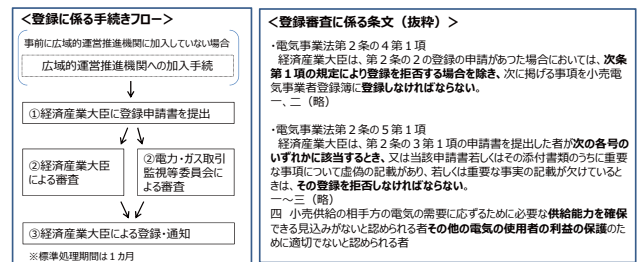 ＜登録に係る手続きフロー＞
事前に広域的運営推進機関に加入していない場合
広域的運営推進機関への加入手続
①経済産業大臣に登録申請書を提出
②経済産業大臣
による審査
②電力・ガス取引
監視等委員会に
よる審査
③経済産業大臣による登録・通知
※標準処理期間は１カ月
＜登録審査に係る条文（抜粋）＞
・電気事業法第２条の４第１項
経済産業大臣は、第２条の２の登録の申請があつた場合においては、次条
第１項の規定により登録を拒否する場合を除き、次に掲げる事項を小売電
気事業者登録簿に登録しなければならない。
一、二（略）
・電気事業法第２条の５第１項
経済産業大臣は、第２条の３第１項の申請書を提出した者が次の各号の
いずれかに該当するとき、又は当該申請書若しくはその添付書類のうちに重要
な事項について虚偽の記載があり、若しくは重要な事実の記載が欠けていると
きは、その登録を拒否しなければならない。
一～三（略）
四　小売供給の相手方の電気の需要に応ずるために必要な供給能力を確保
できる見込みがないと認められる者その他の電気の使用者の利益の保護のた
めに適切でないと認められる者